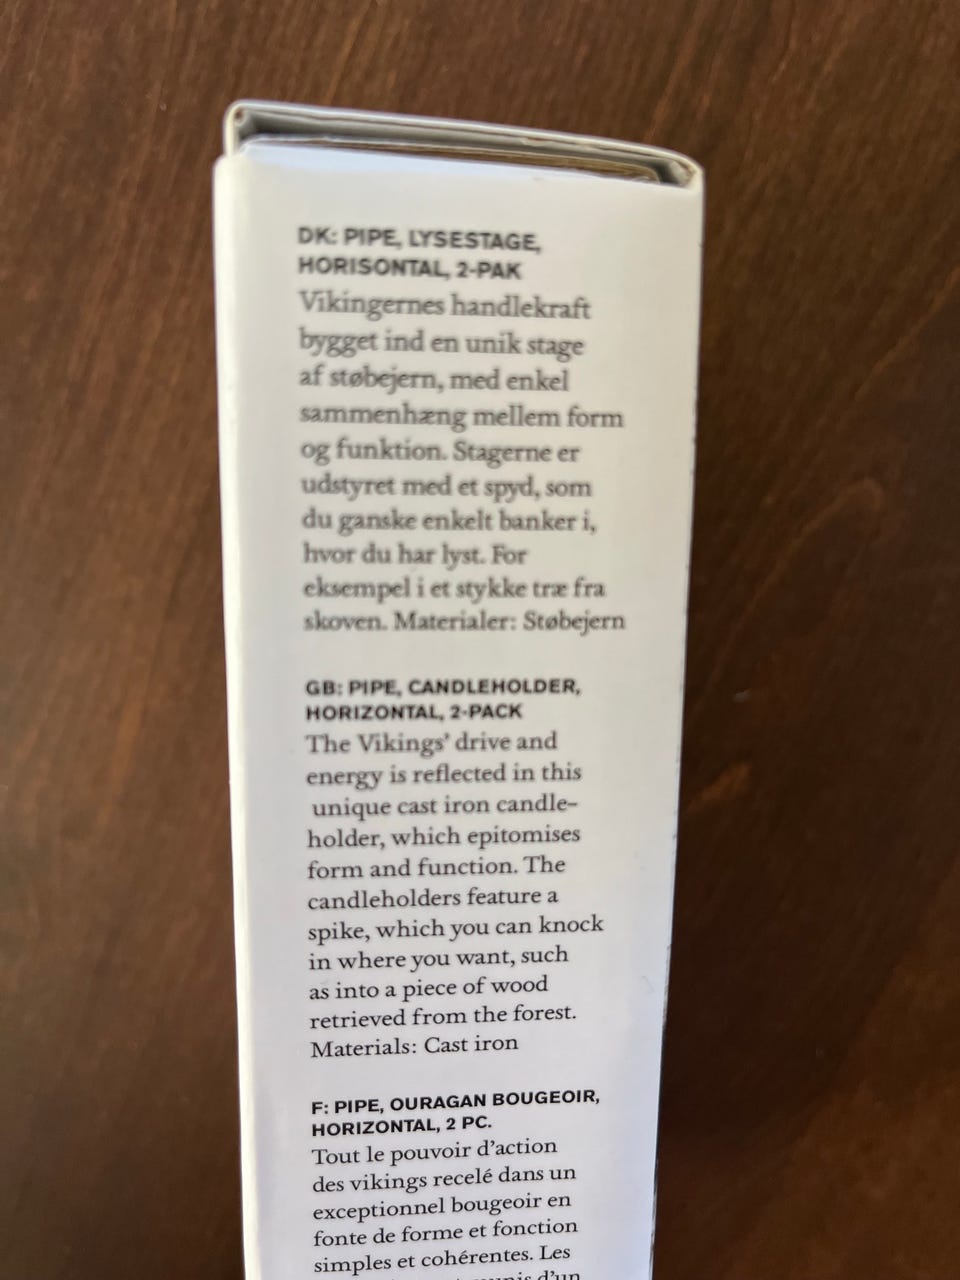 DK: PIPE, LYSESTAGE,
HORISONTAL, 2-PAK
Vikingernes handlekraft
bygget ind en unik stage
af støbejern, med enkel
sammenhæng mellem form
og funktion. Stagerne er
udstyret med et spyd, som
du ganske enkelt banker i,
hvor du har lyst. For
eksempel i et stykke træ fra
skoven. Materialer: Støbejern
GB: PIPE, CANDLEHOLDER,
HORIZONTAL, 2-PACK
The Vikings' drive and
energy is reflected in this
unique cast iron candle-
holder, which epitomises
form and function. The
candleholders feature a
spike, which you can knock
in where you want, such
as into a piece of wood
retrieved from the forest.
Materials: Cast iron
F: PIPE, OURAGAN BOUGEOIR,
HORIZONTAL, 2 PC.
Tout le pouvoir d'action
des vikings recelé dans un
exceptionnel bougeoir en
fonte de forme et fonction
simples et cohérentes. Les
d'un